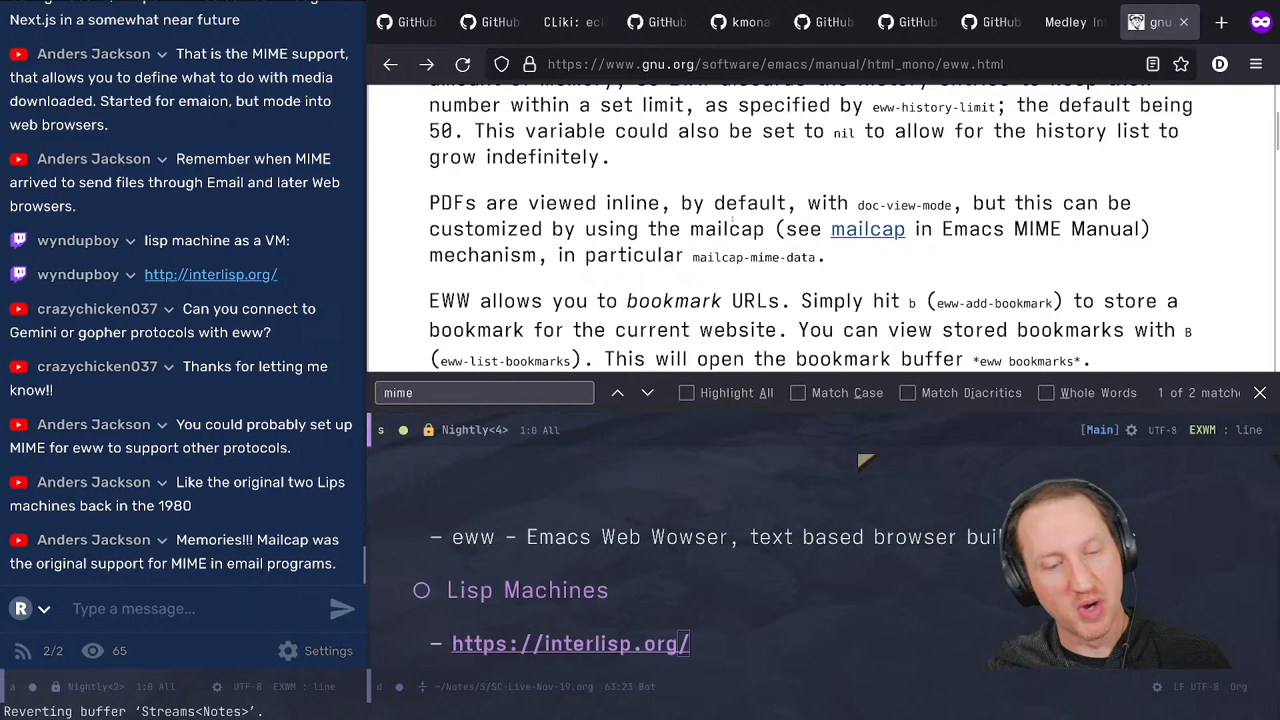 Next.js in a somewhat near future
Anders Jackson That is the MIME support,
that allows you to define what to do with media
downloaded. Started for emaion, but mode into
web browsers.
Anders Jackson Remember when MIME
arrived to send files through Email and later Web
browsers.
wyndupboy lisp machine as a VM:
wyndupboy http://interlisp.org/
crazychicken037 Can you connect to
Gemini or gopher protocols with eww?
crazychicken037 Thanks for letting me
know!!
Anders Jackson You could probably set up
MIME for eww to support other protocols.
Anders Jackson Like the original two Lips
machines back in the 1980
Anders Jackson Memories!!! Mailcap was
the original support for MIME in email programs.
R Type a message...
2/2 65 Settings
a Nightly<2> 1:0 All UTF-8 EXWM : line
Reverting buffer ‘Streams<Notes>’.
GitHub GitHub CLiki: ecl GitHub kmona GitHub GitHub GitHub Medley In gnu
https://www.gnu.org/software/emacs/manual/html_mono/eww.html D
number within a set limit, as specified by eww-history-limit; the default being
50. This variable could also be set to nil to allow for the history list to
grow indefinitely.
PDFs are viewed inline, by default, with doc-view-mode, but this can be
customized by using the mailcap (see mailcap in Emacs MIME Manual)
mechanism, in particular mailcap-mime-data.
EWW allows you to bookmark URLs. Simply hit b (eww-add-bookmark) to store a
bookmark for the current website. You can view stored bookmarks with B
(eww-list-bookmarks). This will open the bookmark buffer *eww bookmarks*.
mime Highlight All Match Case Match Diacritics Whole Words 1 of 2 matche
s Nightly<4> 1:0 All [Main] UTF-8 EXWM : line
– eww – Emacs Web Wowser, text based browser buil
Lisp Machines
– https://interlisp.org/
d ~/Notes/S/SC-Live-Nov-19.org 63:23 Bot LF UTF-8 Org